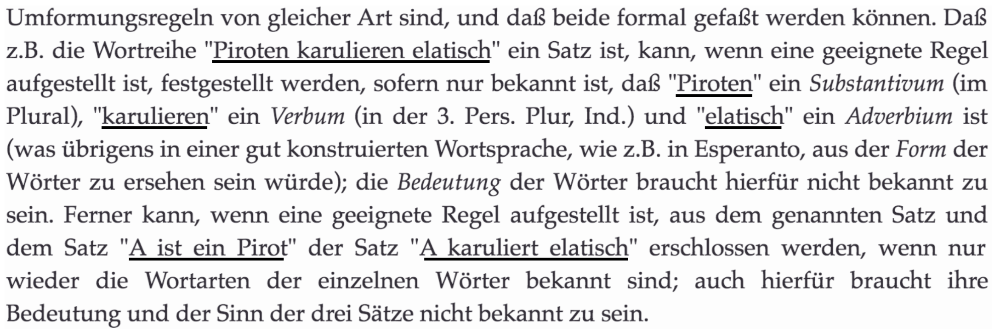 Umformungsregeln von gleicher Art sind, und daß beide formal gefaßt werden können. Daß
z.B. die Wortreihe "Piroten karulieren elatisch" ein Satz ist, kann, wenn eine geeignete Regel
aufgestellt ist, festgestellt werden, sofern nur bekannt ist, daß "Piroten" ein Substantivum (im
Plural), "karulieren" ein Verbum (in der 3. Pers. Plur, Ind.) und "elatisch" ein Adverbium ist
(was übrigens in einer gut konstruierten Wortsprache, wie z.B. in Esperanto, aus der Form der
Wörter zu ersehen sein würde); die Bedeutung der Wörter braucht hierfür nicht bekannt zu
sein. Ferner kann, wenn eine geeignete Regel aufgestellt ist, aus dem genannten Satz und
dem Satz "A ist ein Pirot" der Satz "A karuliert elatisch" erschlossen werden, wenn nur
wieder die Wortarten der einzelnen Wörter bekannt sind; auch hierfür braucht ihre
Bedeutung und der Sinn der drei Sätze nicht bekannt zu sein.